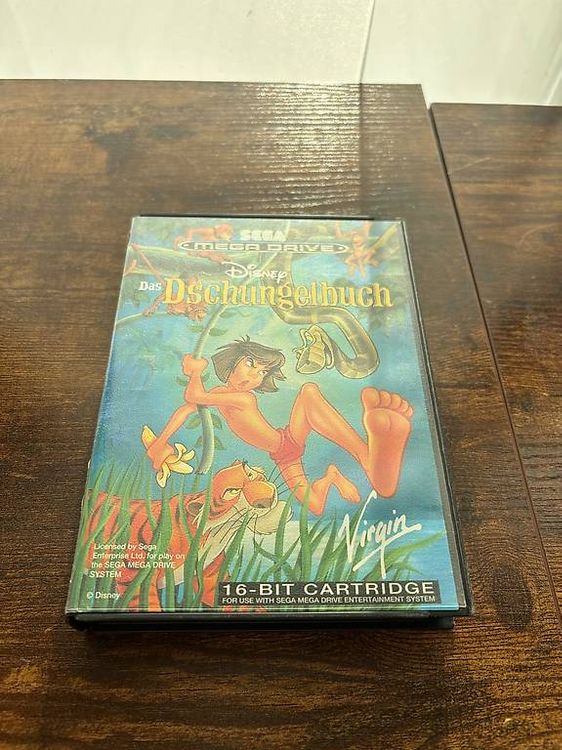 SEGA
MEGA DRIVE
Disney
Das Dschungelbuch
Virgin
Licensed by Sega
Enterprise Ltd. for play on
the SEGA MEGA DRIVE
SYSTEM
© Disney
16-BIT CARTRIDGE
FOR USE WITH SEGA MEGA DRIVE ENTERTAINMENT SYSTEM